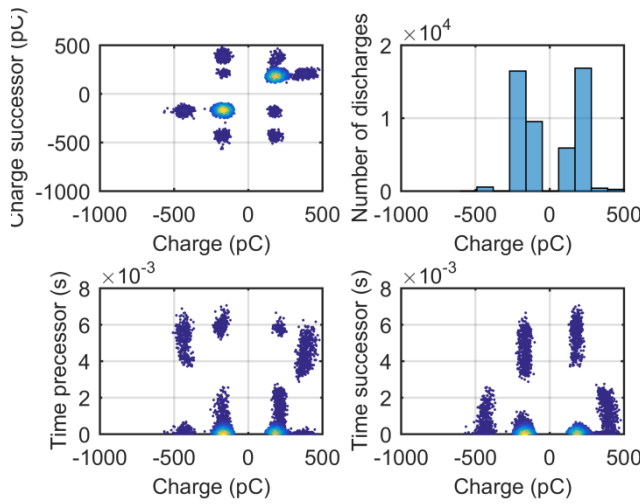 Charge successor (pC)
500
0
-500
-1000
-1000 -500 0 500
Charge (pC)
Number of discharges
×10^4
2
1
0
-1000 -500 0 500
Charge (pC)
Time precessor (s)
×10^-3
8
6
4
2
0
-1000 -500 0 500
Charge (pC)
Time successor (s)
×10^-3
8
6
4
2
0
-1000 -500 0 500
Charge (pC)